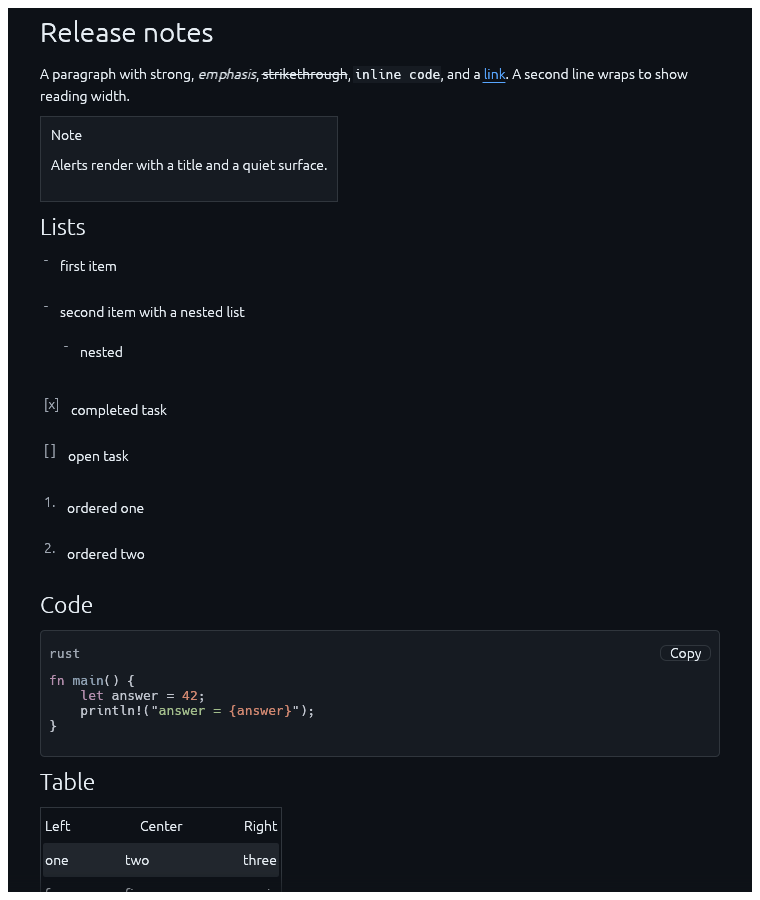 Release notes
A paragraph with strong, emphasis, strikethrough, inline code, and a link. A second line wraps to show
reading width.
Note
Alerts render with a title and a quiet surface.
Lists
- first item
- second item with a nested list
- nested
[x] completed task
[ ] open task
1. ordered one
2. ordered two
Code
rust Copy
fn main() {
    let answer = 42;
    println!("answer = {answer}");
}
Table
Left Center Right
one two three